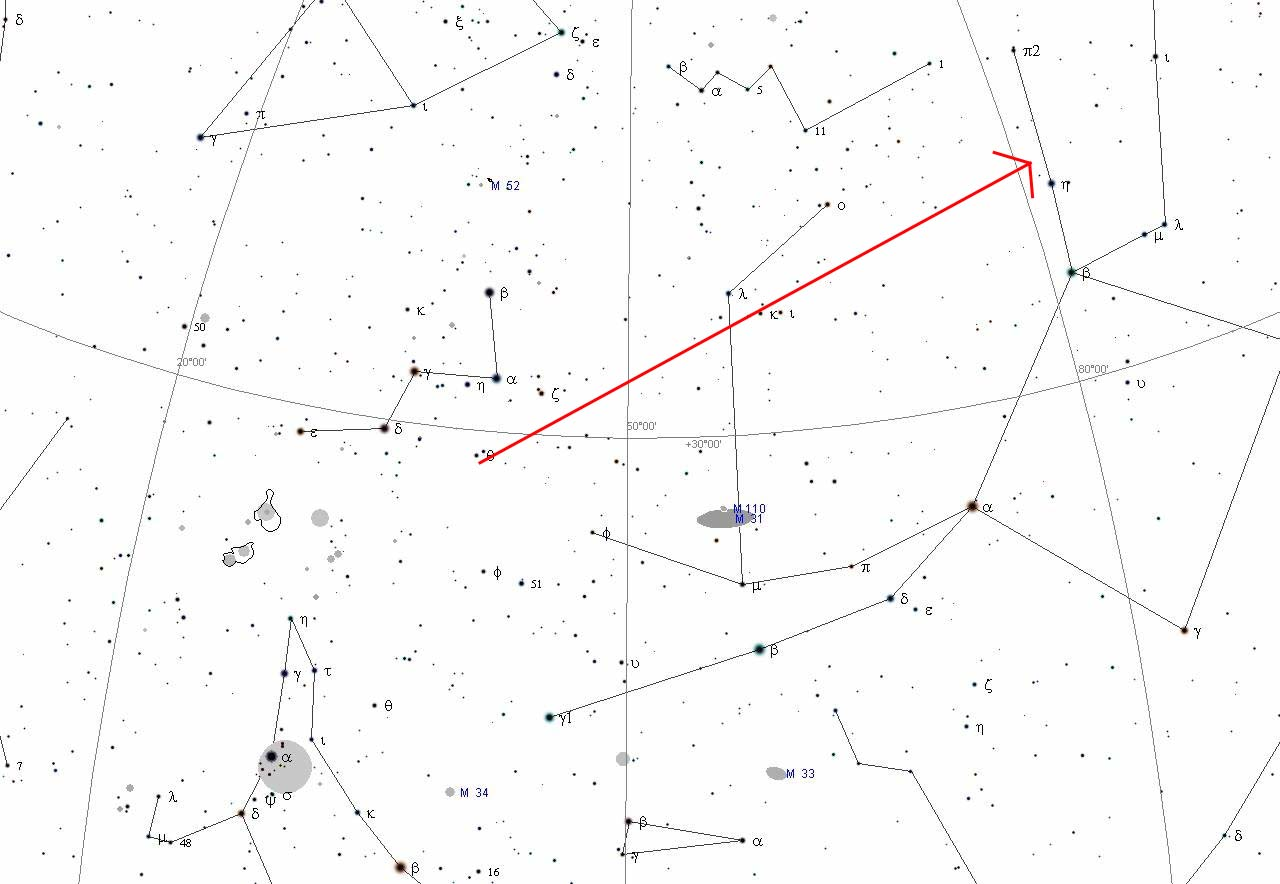 δ
ξ
ζ
ε
δ
β
α
5
1
11
π2
ι
π
γ
ι
M 52
ο
η
λ
μ
β
β
λ
κ
ι
κ
50
20°00'
γ
η
α
ζ
80°00'
υ
ε
δ
50°00'
+30°00'
θ
M 110
M 31
α
φ
φ
51
μ
π
δ
ε
η
γ
γ
τ
υ
β
ζ
θ
γ1
η
ι
α
7
M 34
M 33
λ
ψ
σ
δ
κ
β
μ
48
α
γ
δ
β
16